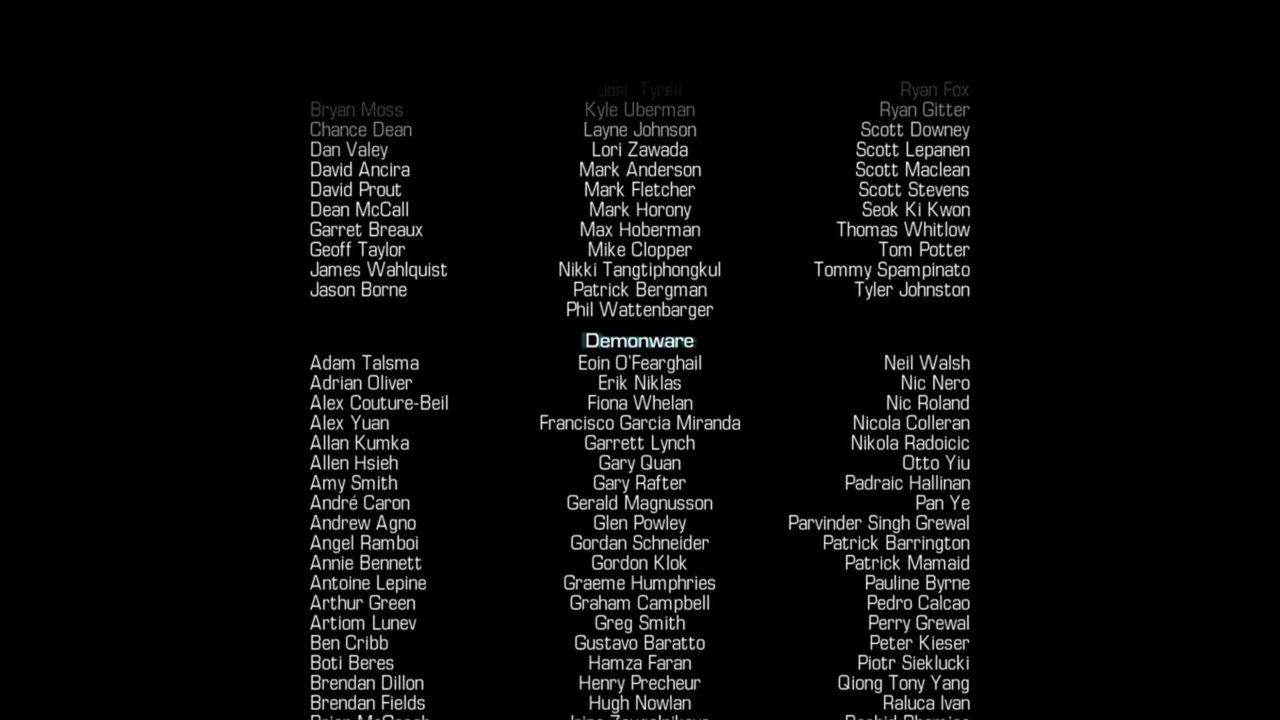 Tyrell Ryan Fox
Bryan Moss Kyle Uberman Ryan Gitter
Chance Dean Layne Johnson Scott Downey
Dan Valey Lori Zawada Scott Lepanen
David Ancira Mark Anderson Scott Maclean
David Prout Mark Fletcher Scott Stevens
Dean McCall Mark Horony Seok Ki Kwon
Garret Breaux Max Hoberman Thomas Whitlow
Geoff Taylor Mike Clopper Tom Potter
James Wahlquist Nikki Tangtiphongkul Tommy Spampinato
Jason Borne Patrick Bergman Tyler Johnston
Phil Wattenbarger
Demonware
Adam Talsma Eoin O'Fearghail Neil Walsh
Adrian Oliver Erik Niklas Nic Nero
Alex Couture-Beil Fiona Whelan Nic Roland
Alex Yuan Francisco Garcia Miranda Nicola Colleran
Allan Kumka Garrett Lynch Nikola Radoicic
Allen Hsieh Gary Quan Otto Yiu
Amy Smith Gary Rafter Padraic Hallinan
André Caron Gerald Magnusson Pan Ye
Andrew Agno Glen Powley Parvinder Singh Grewal
Angel Ramboi Gordan Schneider Patrick Barrington
Annie Bennett Gordon Klok Patrick Mamaid
Antoine Lepine Graeme Humphries Pauline Byrne
Arthur Green Graham Campbell Pedro Calcao
Artiom Lunev Greg Smith Perry Grewal
Ben Cribb Gustavo Baratto Peter Kieser
Boti Beres Hamza Faran Piotr Sieklucki
Brendan Dillon Henry Precheur Qiong Tony Yang
Brendan Fields Hugh Nowlan Raluca Ivan